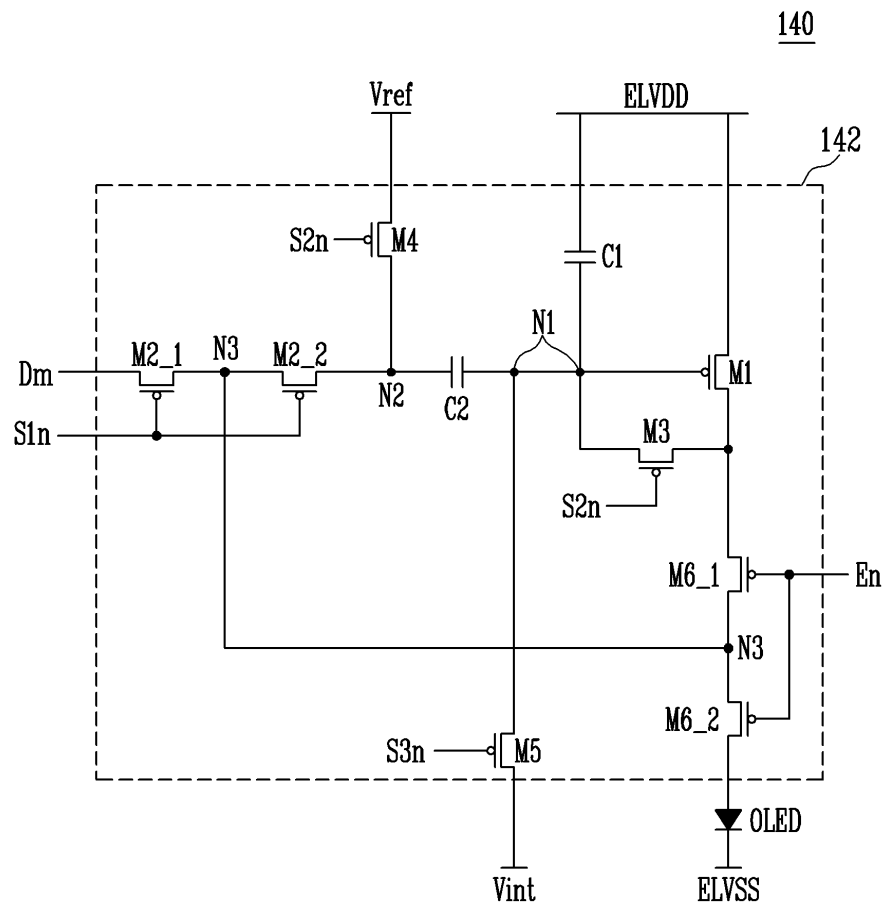 140
Vref
ELVDD
142
S2n
M4
C1
N1
M2_1
N3
M2_2
Dm
N2
C2
M1
S1n
M3
S2n
M6_1
En
N3
M6_2
S3n
M5
OLED
Vint
ELVSS